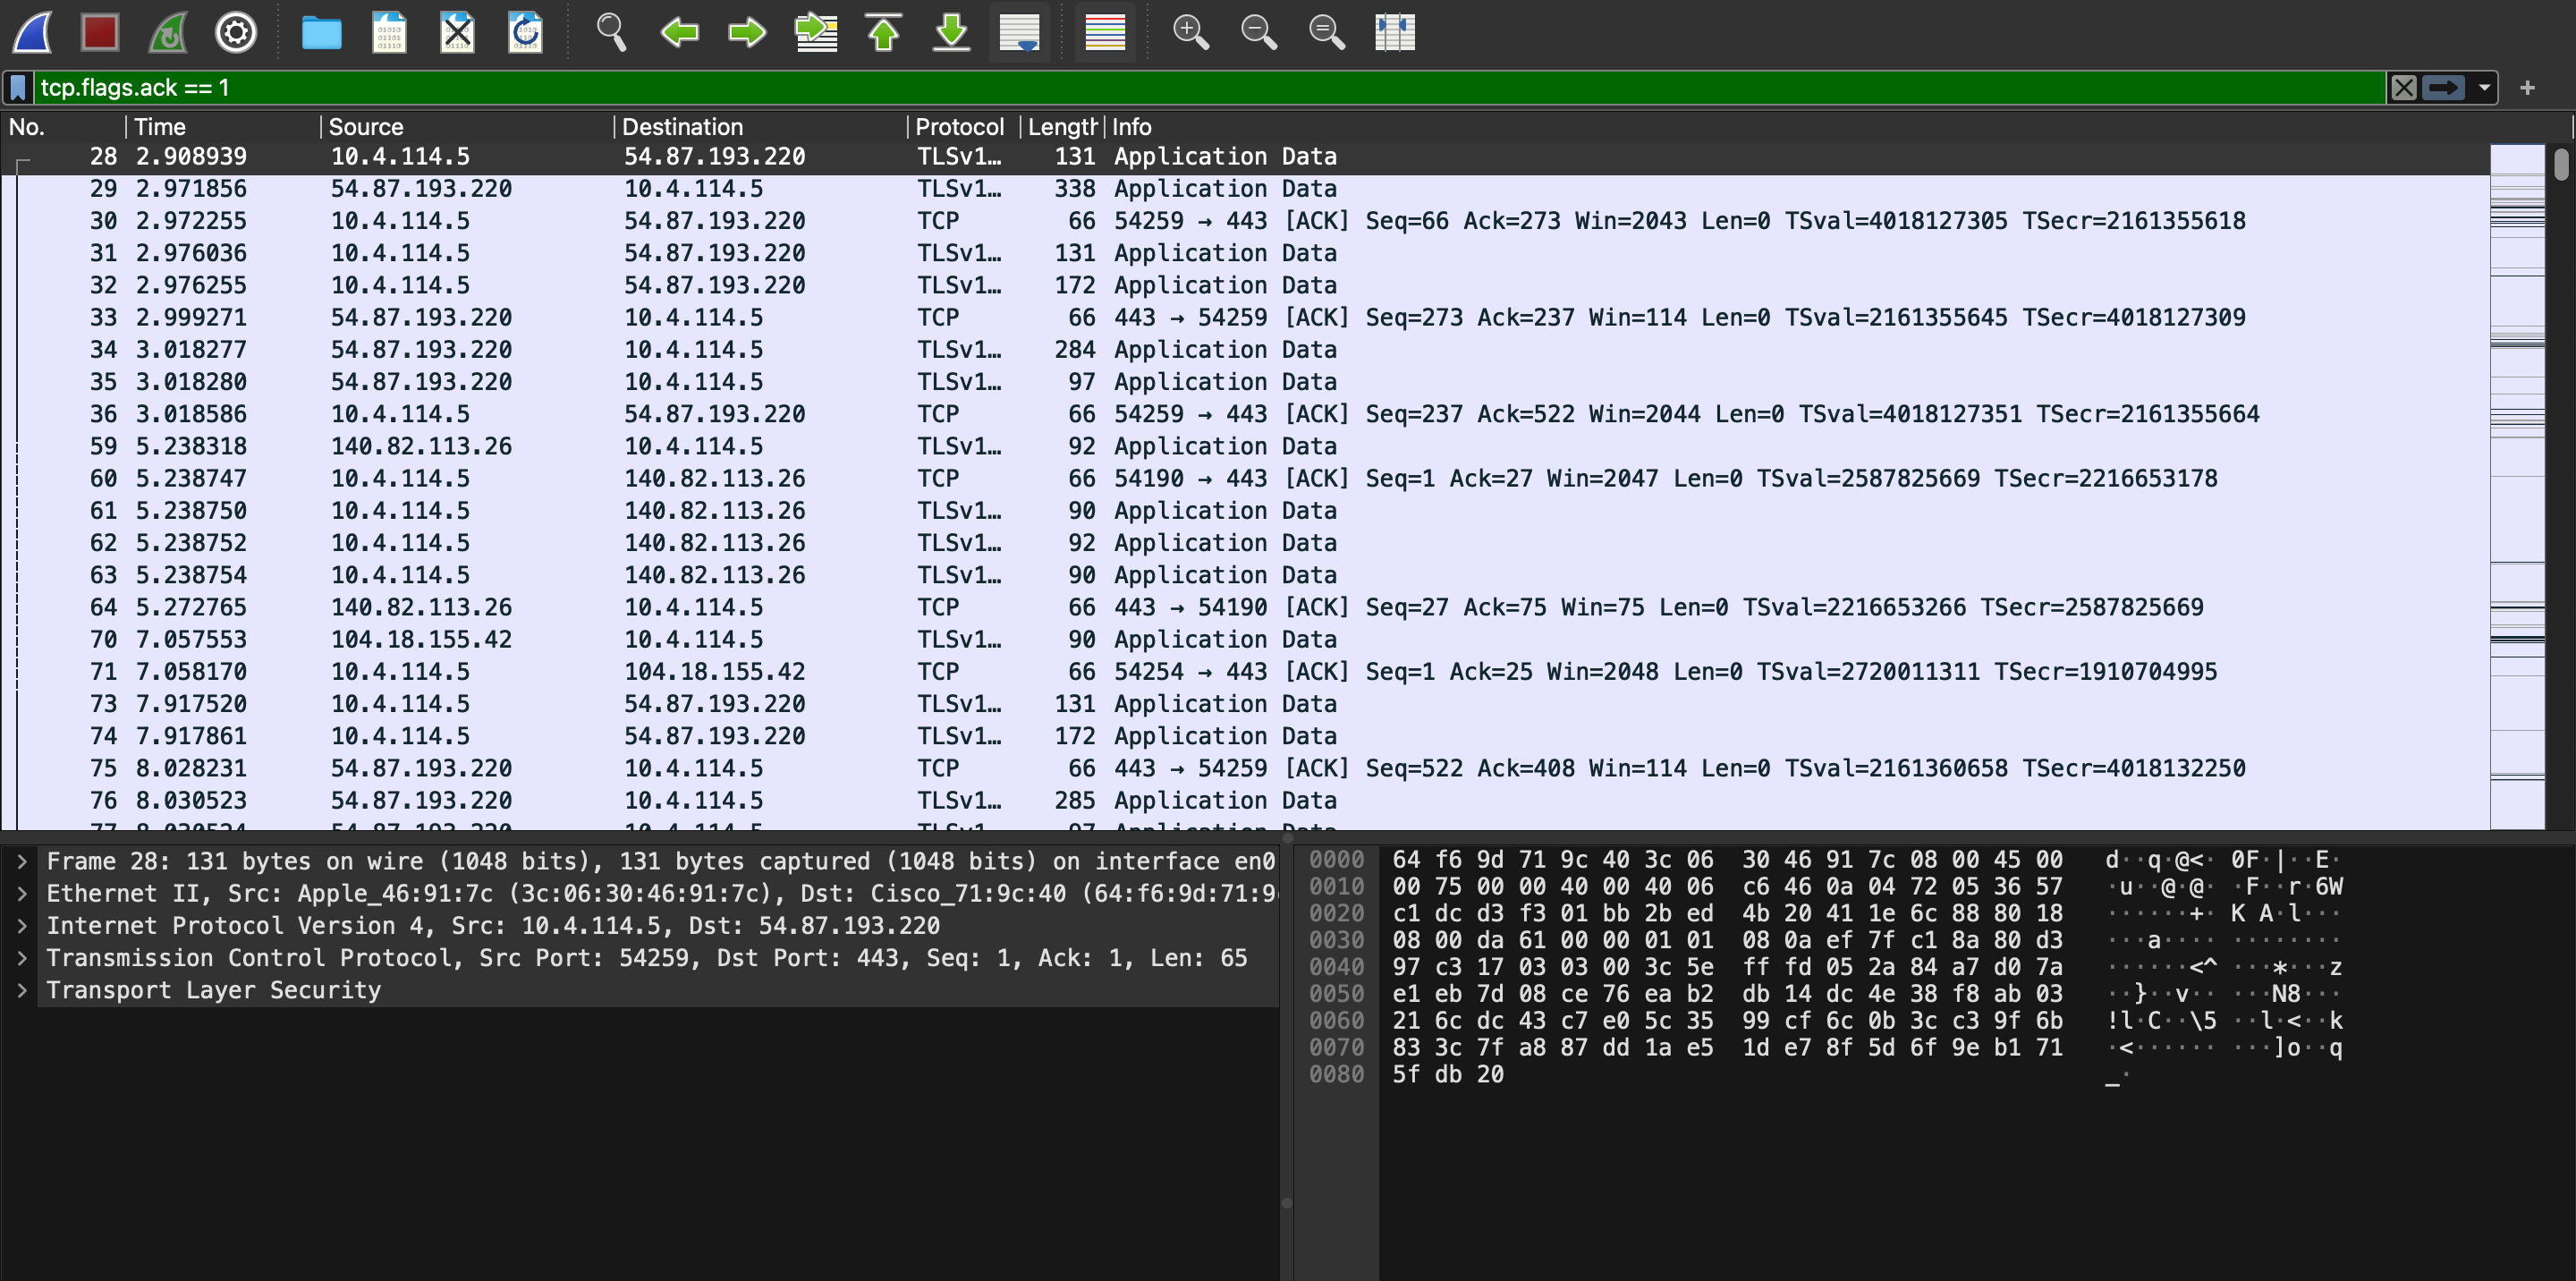 tcp.flags.ack == 1
No. Time Source Destination Protocol Length Info
28 2.908939 10.4.114.5 54.87.193.220 TLSv1… 131 Application Data
29 2.971856 54.87.193.220 10.4.114.5 TLSv1… 338 Application Data
30 2.972255 10.4.114.5 54.87.193.220 TCP 66 54259 → 443 [ACK] Seq=66 Ack=273 Win=2043 Len=0 TSval=4018127305 TSecr=2161355618
31 2.976036 10.4.114.5 54.87.193.220 TLSv1… 131 Application Data
32 2.976255 10.4.114.5 54.87.193.220 TLSv1… 172 Application Data
33 2.999271 54.87.193.220 10.4.114.5 TCP 66 443 → 54259 [ACK] Seq=273 Ack=237 Win=114 Len=0 TSval=2161355645 TSecr=4018127309
34 3.018277 54.87.193.220 10.4.114.5 TLSv1… 284 Application Data
35 3.018280 54.87.193.220 10.4.114.5 TLSv1… 97 Application Data
36 3.018586 10.4.114.5 54.87.193.220 TCP 66 54259 → 443 [ACK] Seq=237 Ack=522 Win=2044 Len=0 TSval=4018127351 TSecr=2161355664
59 5.238318 140.82.113.26 10.4.114.5 TLSv1… 92 Application Data
60 5.238747 10.4.114.5 140.82.113.26 TCP 66 54190 → 443 [ACK] Seq=1 Ack=27 Win=2047 Len=0 TSval=2587825669 TSecr=2216653178
61 5.238750 10.4.114.5 140.82.113.26 TLSv1… 90 Application Data
62 5.238752 10.4.114.5 140.82.113.26 TLSv1… 92 Application Data
63 5.238754 10.4.114.5 140.82.113.26 TLSv1… 90 Application Data
64 5.272765 140.82.113.26 10.4.114.5 TCP 66 443 → 54190 [ACK] Seq=27 Ack=75 Win=75 Len=0 TSval=2216653266 TSecr=2587825669
70 7.057553 104.18.155.42 10.4.114.5 TLSv1… 90 Application Data
71 7.058170 10.4.114.5 104.18.155.42 TCP 66 54254 → 443 [ACK] Seq=1 Ack=25 Win=2048 Len=0 TSval=2720011311 TSecr=1910704995
73 7.917520 10.4.114.5 54.87.193.220 TLSv1… 131 Application Data
74 7.917861 10.4.114.5 54.87.193.220 TLSv1… 172 Application Data
75 8.028231 54.87.193.220 10.4.114.5 TCP 66 443 → 54259 [ACK] Seq=522 Ack=408 Win=114 Len=0 TSval=2161360658 TSecr=4018132250
76 8.030523 54.87.193.220 10.4.114.5 TLSv1… 285 Application Data
Frame 28: 131 bytes on wire (1048 bits), 131 bytes captured (1048 bits) on interface en0
Ethernet II, Src: Apple_46:91:7c (3c:06:30:46:91:7c), Dst: Cisco_71:9c:40 (64:f6:9d:71:9
Internet Protocol Version 4, Src: 10.4.114.5, Dst: 54.87.193.220
Transmission Control Protocol, Src Port: 54259, Dst Port: 443, Seq: 1, Ack: 1, Len: 65
Transport Layer Security
0000 64 f6 9d 71 9c 40 3c 06 30 46 91 7c 08 00 45 00 d··q·@<· 0F·|··E·
0010 00 75 00 00 40 00 40 06 c6 46 0a 04 72 05 36 57 ·u··@·@· ·F··r·6W
0020 c1 dc d3 f3 01 bb 2b ed 4b 20 41 1e 6c 88 80 18 ······+· K A·l···
0030 08 00 da 61 00 00 01 01 08 0a ef 7f c1 8a 80 d3 ···a···· ········
0040 97 c3 17 03 03 00 3c 5e ff fd 05 2a 84 a7 d0 7a ······<^ ···*···z
0050 e1 eb 7d 08 ce 76 ea b2 db 14 dc 4e 38 f8 ab 03 ··}··v·· ···N8···
0060 21 6c dc 43 c7 e0 5c 35 99 cf 6c 0b 3c c3 9f 6b !l·C··\5 ··l·<··k
0070 83 3c 7f a8 87 dd 1a e5 1d e7 8f 5d 6f 9e b1 71 ·<······ ···]o··q
0080 5f db 20 _·